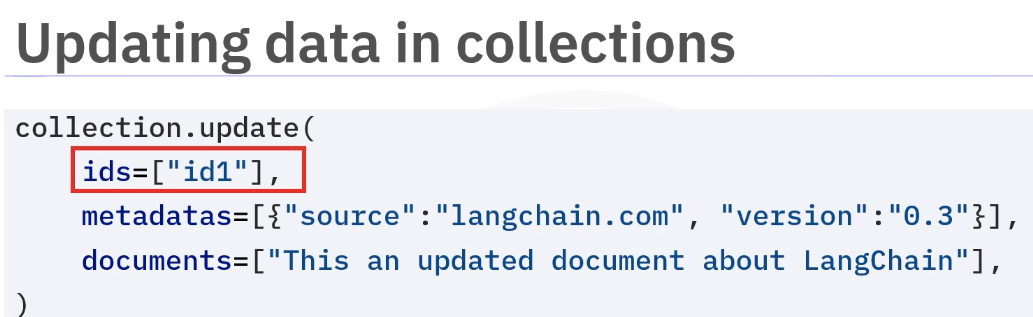 Updating data in collections
collection.update(
ids=["id1"],
metadatas=[{"source":"langchain.com", "version":"0.3"}],
documents=["This an updated document about LangChain"],
)